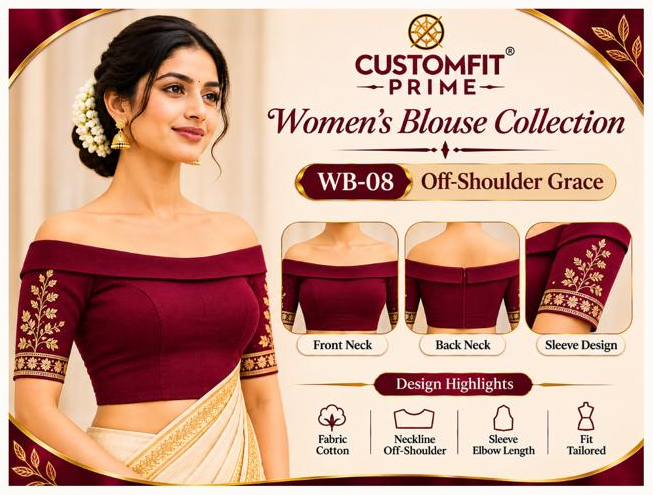 CUSTOMFIT®
PRIME
Women's Blouse Collection
WB-08 Off-Shoulder Grace
Front Neck
Back Neck
Sleeve Design
Design Highlights
Fabric
Cotton
Neckline
Off-Shoulder
Sleeve
Elbow Length
Fit
Tailored